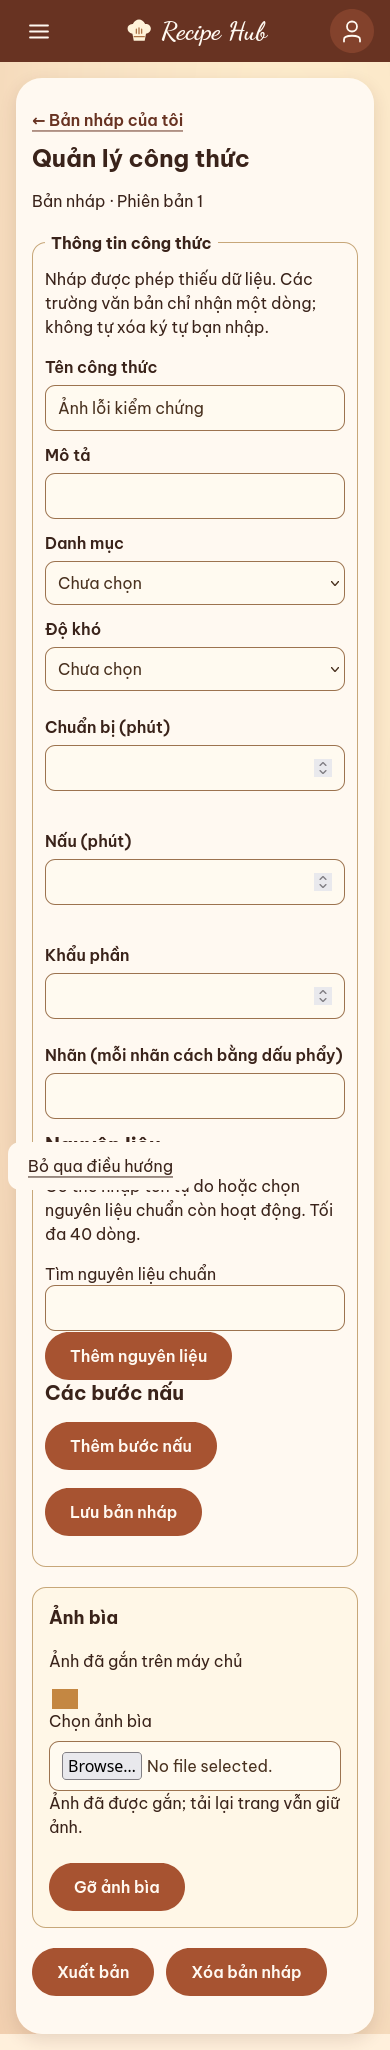 Recipe Hub
← Bản nháp của tôi
Quản lý công thức
Bản nháp · Phiên bản 1
Thông tin công thức
Nháp được phép thiếu dữ liệu. Các
trường văn bản chỉ nhận một dòng;
không tự xóa ký tự bạn nhập.
Tên công thức
Ảnh lỗi kiểm chứng
Mô tả
Danh mục
Chưa chọn
Độ khó
Chưa chọn
Chuẩn bị (phút)
Nấu (phút)
Khẩu phần
Nhãn (mỗi nhãn cách bằng dấu phẩy)
Bỏ qua điều hướng
do hoặc chọn
nguyên liệu chuẩn còn hoạt động. Tối
đa 40 dòng.
Tìm nguyên liệu chuẩn
Thêm nguyên liệu
Các bước nấu
Thêm bước nấu
Lưu bản nháp
Ảnh bìa
Ảnh đã gắn trên máy chủ
Chọn ảnh bìa
Browse... No file selected.
Ảnh đã được gắn; tải lại trang vẫn giữ
ảnh.
Gỡ ảnh bìa
Xuất bản
Xóa bản nháp